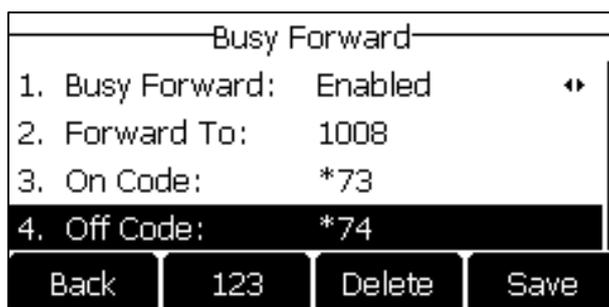 Busy Forward
1. Busy Forward: Enabled
2. Forward To: 1008
3. On Code: *73
4. Off Code: *74
Back 123 Delete Save